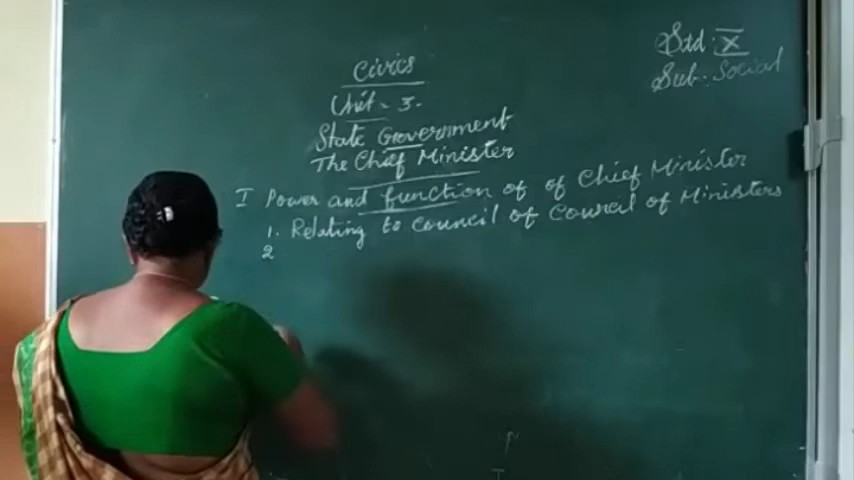 Civics
Std: X
Sub: Social
Unit - 3.
State Government
The Chief Minister
I Power and function of of Chief Minister
1. Relating to council of council of Ministers
2